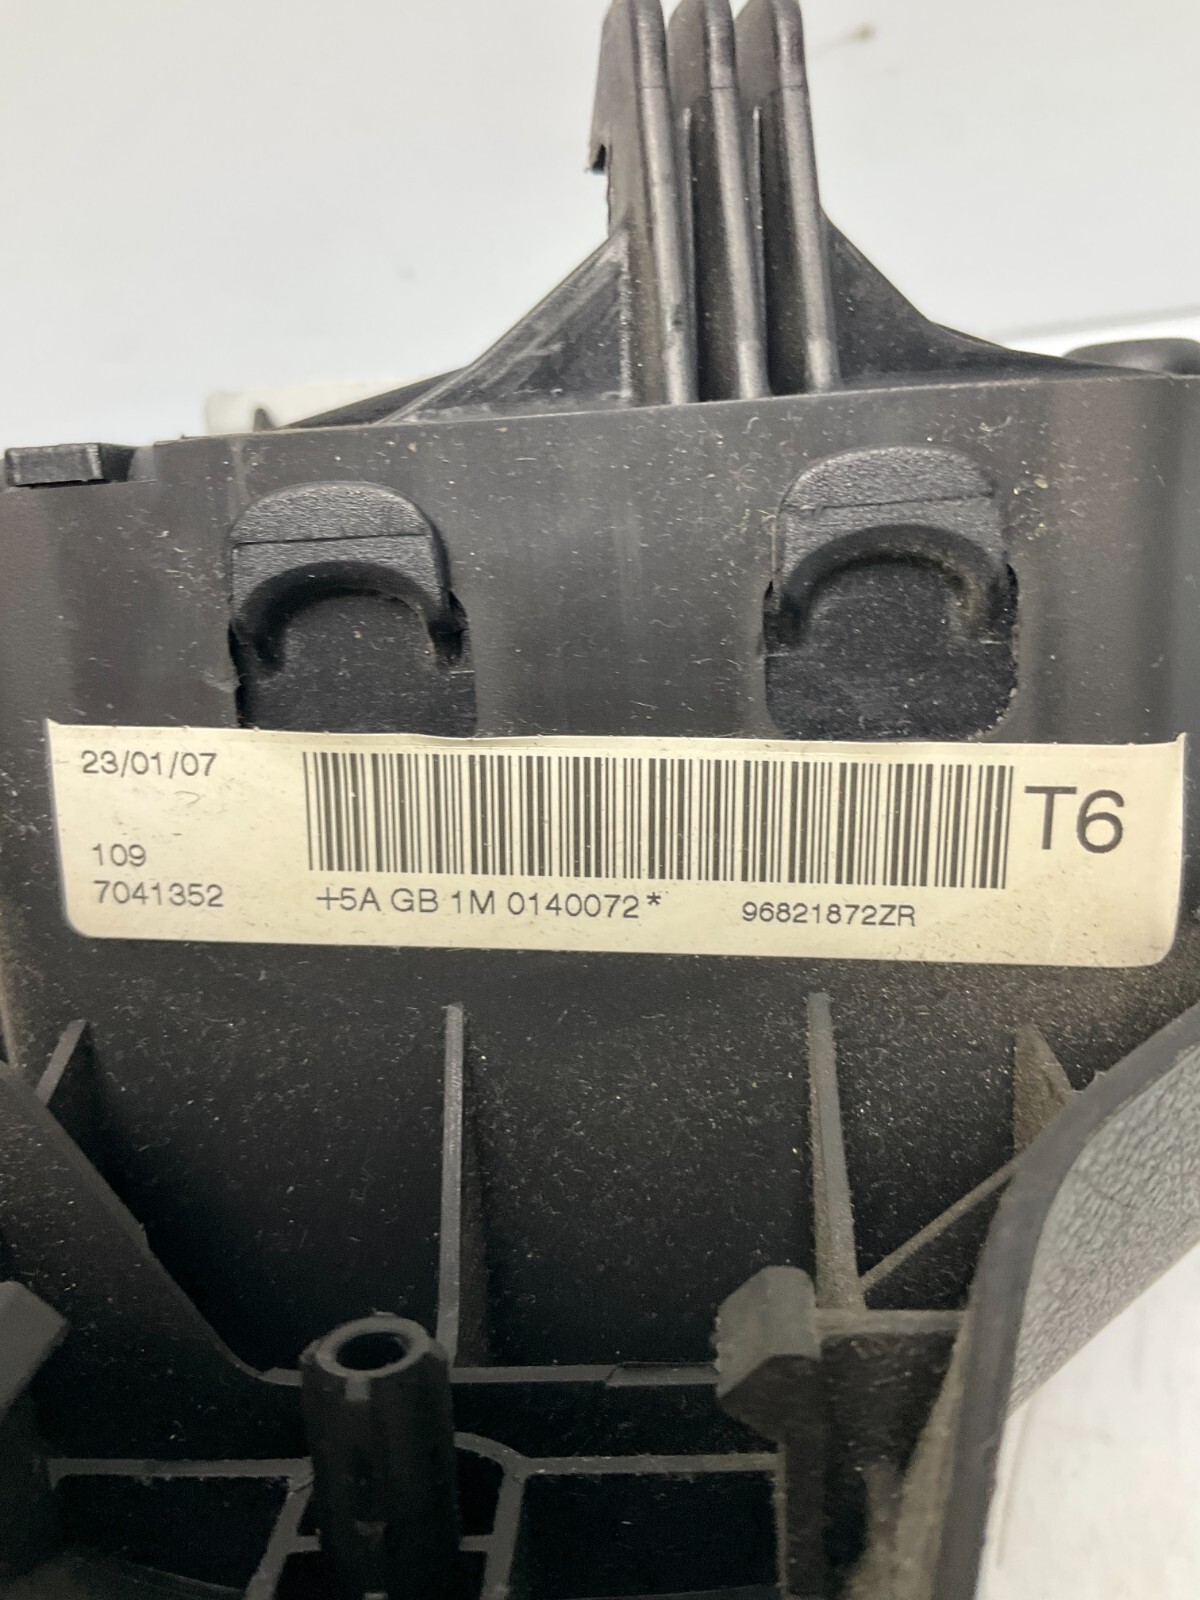 23/01/07
T6
109
7041352
+5A GB 1M 0140072*
96821872ZR